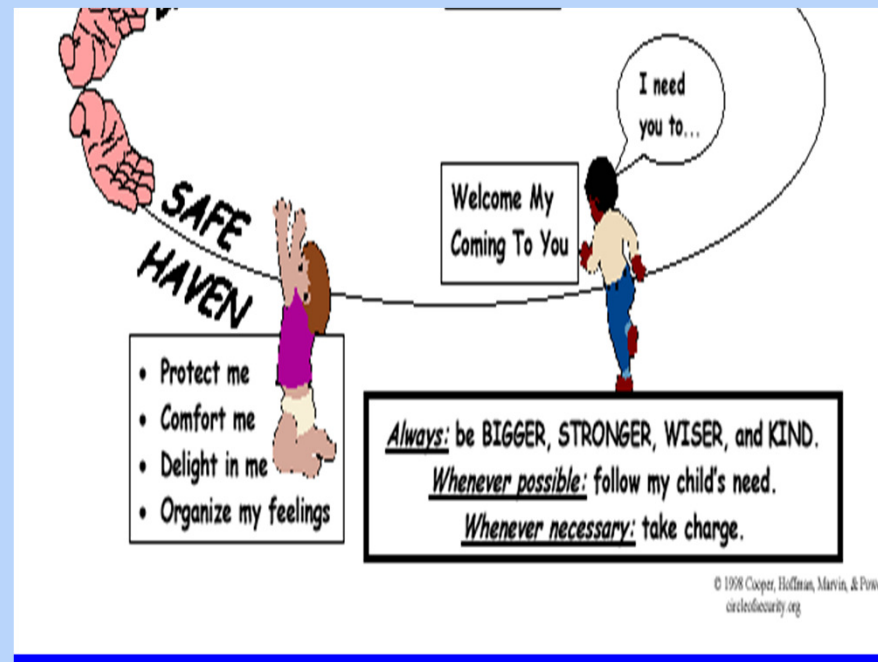 I need
you to...
Welcome My
Coming To You
SAFE
HAVEN
• Protect me
• Comfort me
• Delight in me
• Organize my feelings
Always: be BIGGER, STRONGER, WISER, and KIND.
Whenever possible: follow my child's need.
Whenever necessary: take charge.
© 1998 Cooper, Hoffman, Marvin, &
circleofsecurity.org